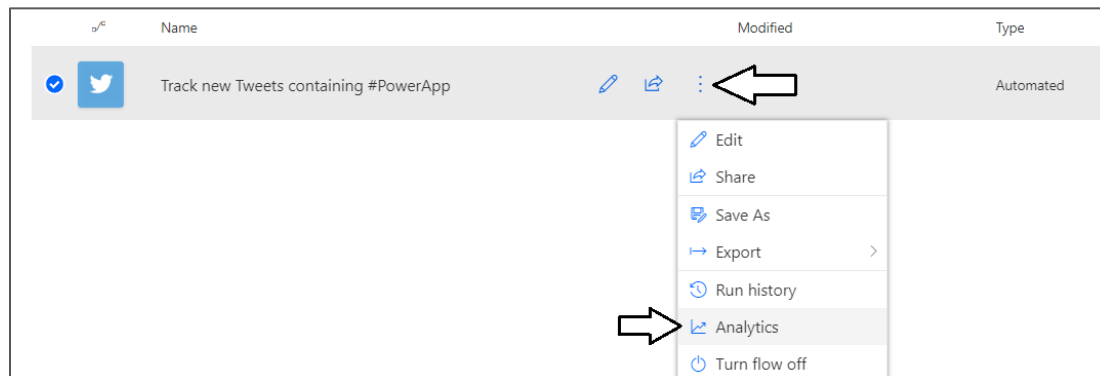 Name Modified Type
Track new Tweets containing #PowerApp Automated
Edit
Share
Save As
Export
Run history
Analytics
Turn flow off